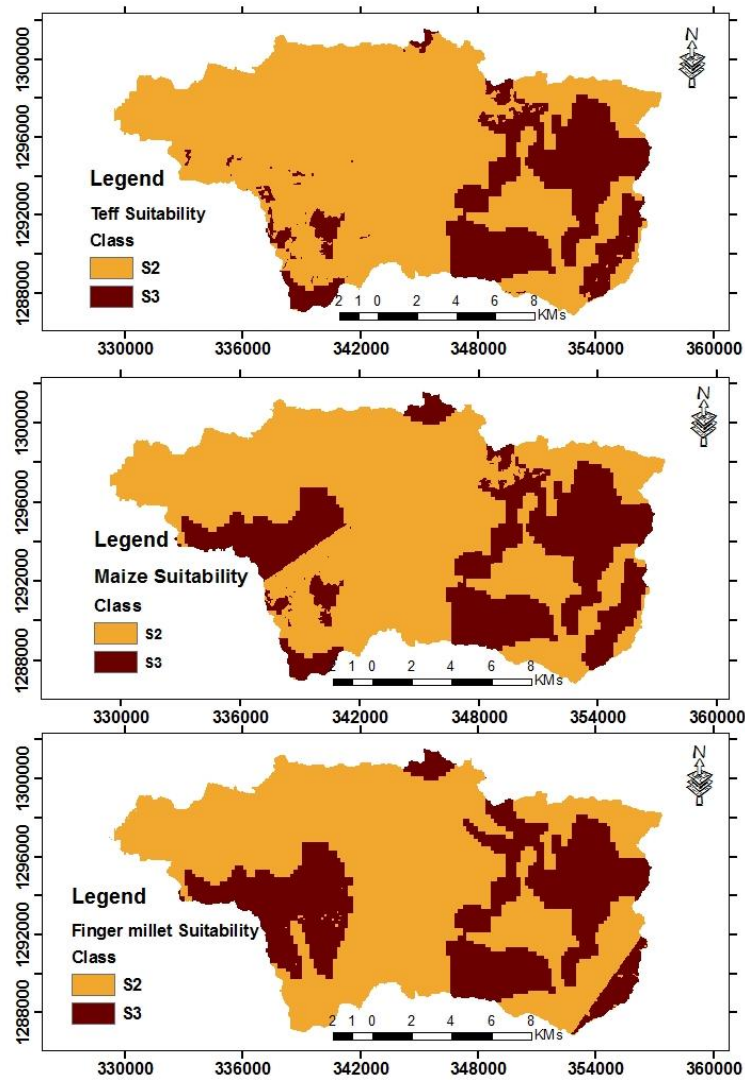 1300000
1296000
1292000
1288000
N
Legend
Teff Suitability
Class
S2
S3
2 1 0 2 4 6 8
KMs
330000 336000 342000 348000 354000 360000
1300000
1296000
1292000
1288000
N
Legend
Maize Suitability
Class
S2
S3
2 1 0 2 4 6 8
KMs
330000 336000 342000 348000 354000 360000
1300000
1296000
1292000
1288000
N
Legend
Finger millet Suitability
Class
S2
S3
2 1 0 2 4 6 8
KMs
330000 336000 342000 348000 354000 360000